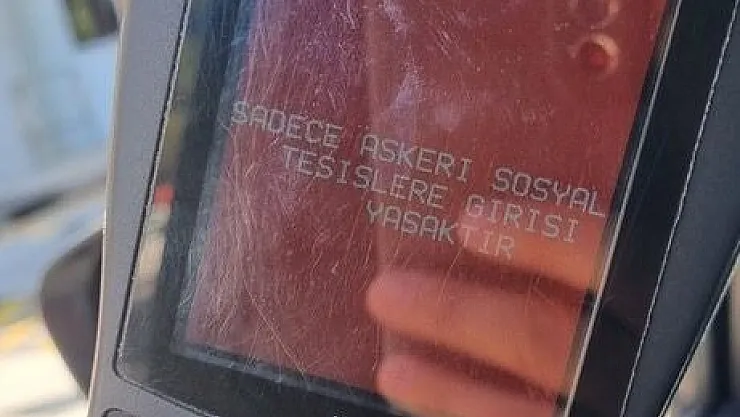 SADECE ASKERI SOSYAL
TESISLERE GIRISI
YASAKTIR